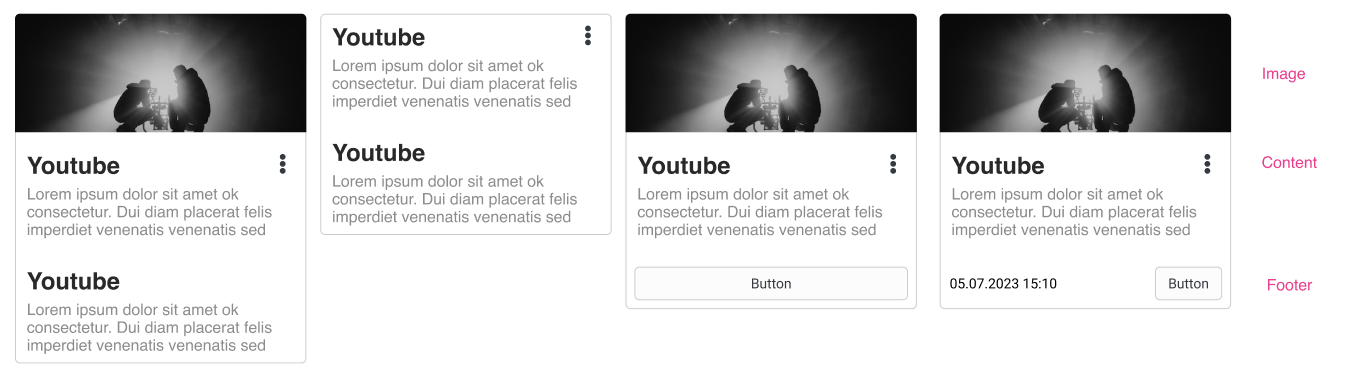 Youtube
Lorem ipsum dolor sit amet ok
consectetur. Dui diam placerat felis
imperdiet venenatis venenatis sed
Youtube
Lorem ipsum dolor sit amet ok
consectetur. Dui diam placerat felis
imperdiet venenatis venenatis sed
Youtube
Lorem ipsum dolor sit amet ok
consectetur. Dui diam placerat felis
imperdiet venenatis venenatis sed
Youtube
Lorem ipsum dolor sit amet ok
consectetur. Dui diam placerat felis
imperdiet venenatis venenatis sed
Youtube
Lorem ipsum dolor sit amet ok
consectetur. Dui diam placerat felis
imperdiet venenatis venenatis sed
Button
Youtube
Lorem ipsum dolor sit amet ok
consectetur. Dui diam placerat felis
imperdiet venenatis venenatis sed
05.07.2023 15:10
Button
Image
Content
Footer